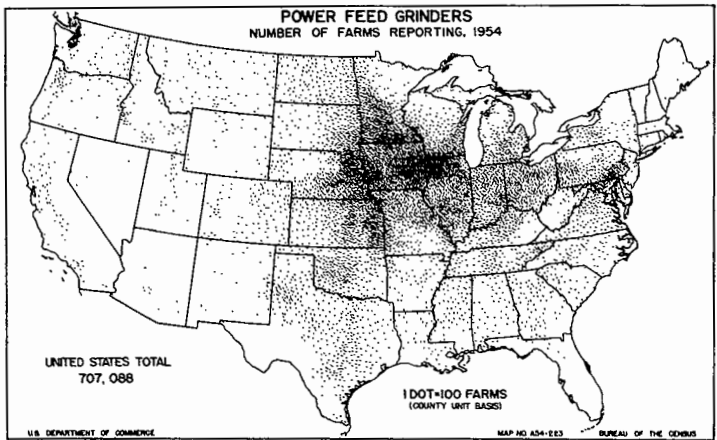 POWER FEED GRINDERS
NUMBER OF FARMS REPORTING, 1954
UNITED STATES TOTAL
707, 088
1 DOT=100 FARMS
(COUNTY UNIT BASIS)
U.S. DEPARTMENT OF COMMERCE
MAP NO. A54-223
BUREAU OF THE CENSUS